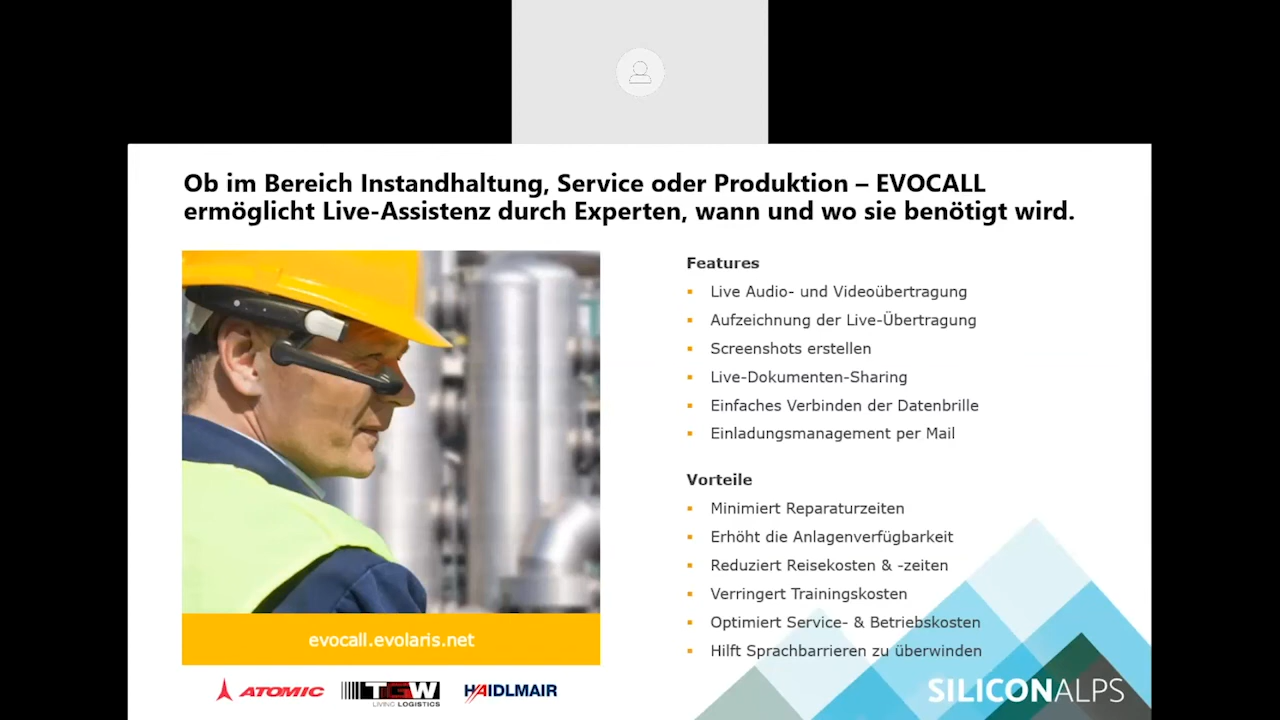 Ob im Bereich Instandhaltung, Service oder Produktion – EVOCALL
ermöglicht Live-Assistenz durch Experten, wann und wo sie benötigt wird.
Features
▪ Live Audio- und Videoübertragung
▪ Aufzeichnung der Live-Übertragung
▪ Screenshots erstellen
▪ Live-Dokumenten-Sharing
▪ Einfaches Verbinden der Datenbrille
▪ Einladungsmanagement per Mail
Vorteile
▪ Minimiert Reparaturzeiten
▪ Erhöht die Anlagenverfügbarkeit
▪ Reduziert Reisekosten & -zeiten
▪ Verringert Trainingskosten
▪ Optimiert Service- & Betriebskosten
▪ Hilft Sprachbarrieren zu überwinden
evocall.evolaris.net
ATOMIC
TGW
LIVING LOGISTICS
HAIDLMAIR
SILICONALPS